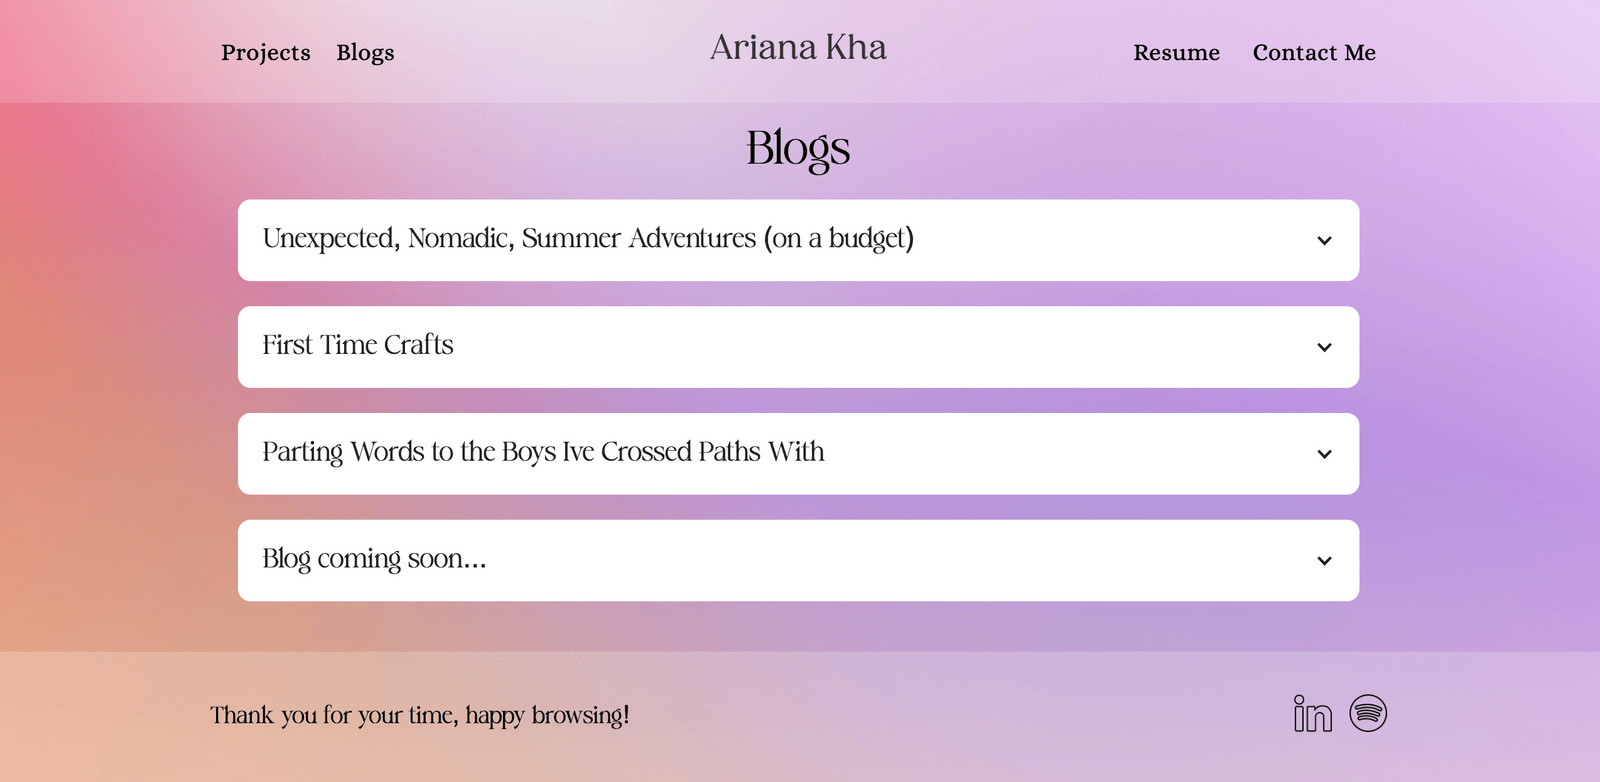 Projects Blogs Ariana Kha Resume Contact Me
Blogs
Unexpected, Nomadic, Summer Adventures (on a budget)
First Time Crafts
Parting Words to the Boys Ive Crossed Paths With
Blog coming soon...
Thank you for your time, happy browsing! in